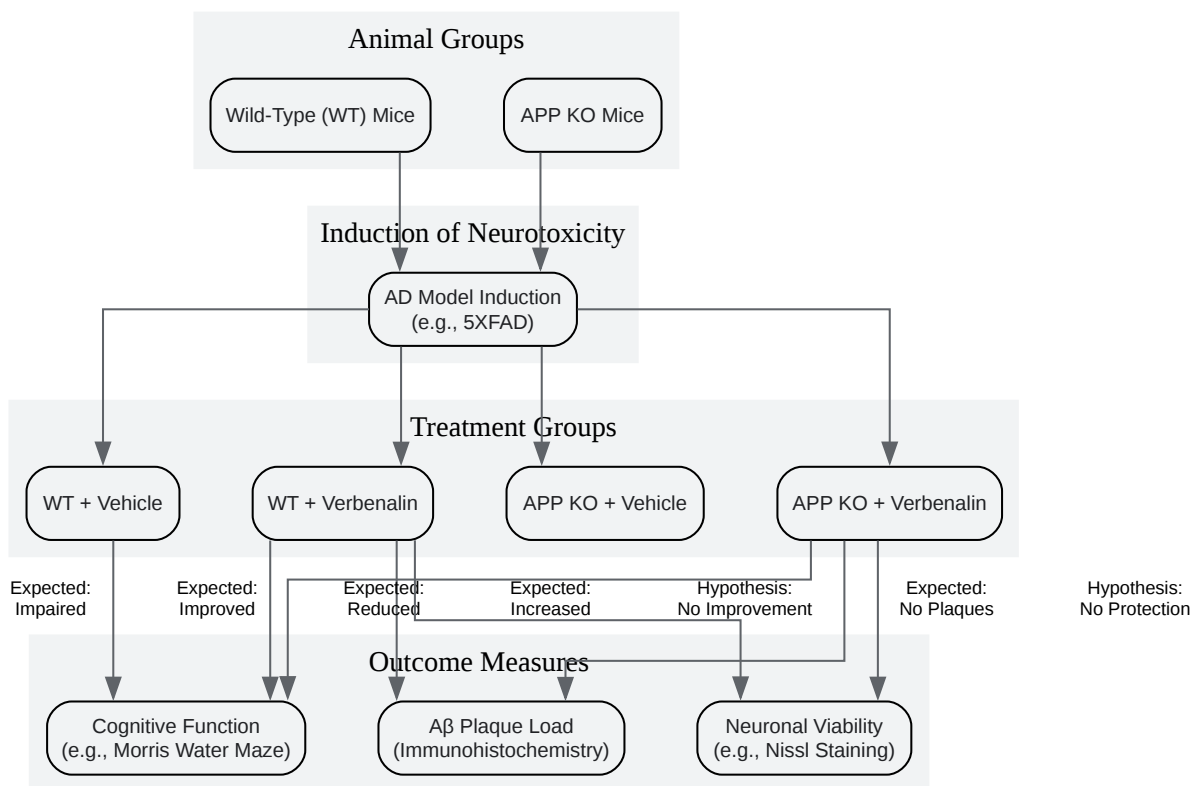 Animal Groups
Wild-Type (WT) Mice
APP KO Mice
Induction of Neurotoxicity
AD Model Induction
(e.g., 5XFAD)
Treatment Groups
WT + Vehicle
WT + Verbenalin
APP KO + Vehicle
APP KO + Verbenalin
Expected:
Impaired
Expected:
Improved
Expected:
Reduced
Expected:
Increased
Hypothesis:
No Improvement
Expected:
No Plaques
Hypothesis:
No Protection
Outcome Measures
Cognitive Function
(e.g., Morris Water Maze)
Aβ Plaque Load
(Immunohistochemistry)
Neuronal Viability
(e.g., Nissl Staining)